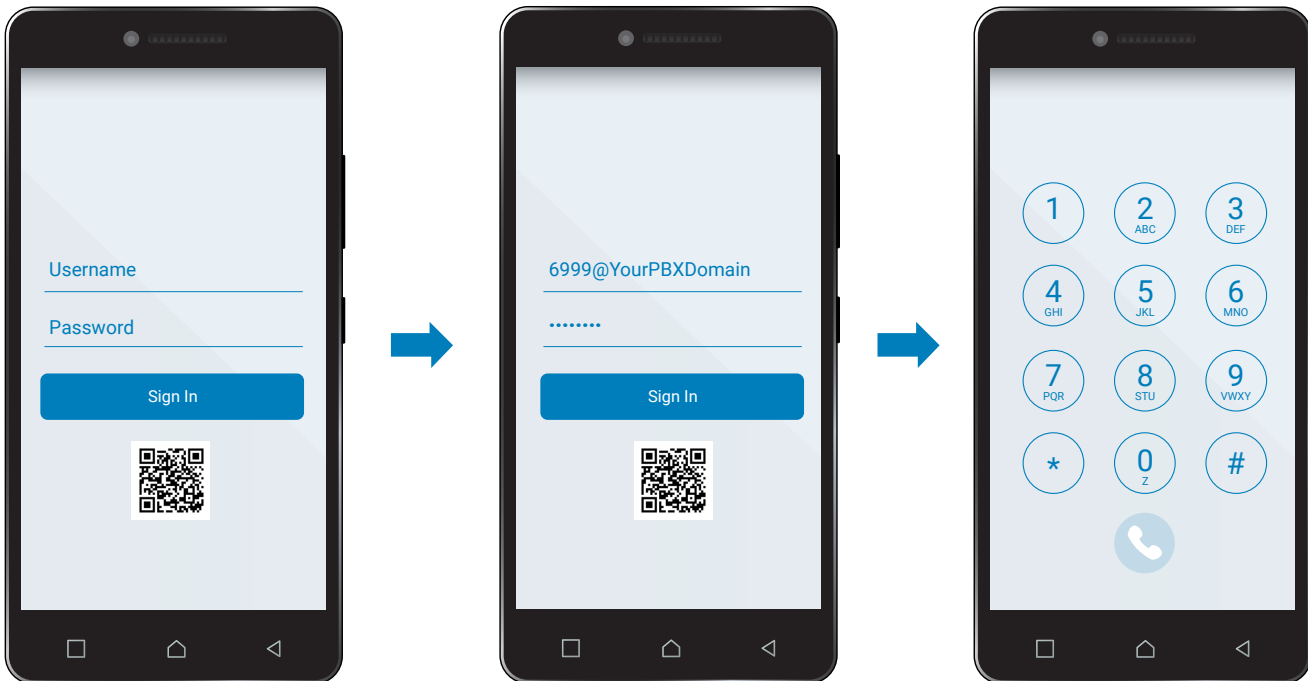 Username
Password
Sign In
6999@YourPBXDomain
••••••••
Sign In
1
2
ABC
3
DEF
4
GHI
5
JKL
6
MNO
7
PQR
8
STU
9
VWXY
*
0
Z
#